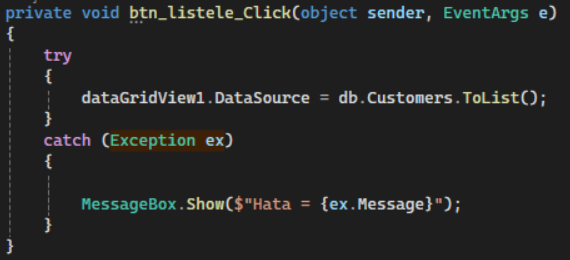 private void btn_listele_Click(object sender, EventArgs e)
{
try
{
dataGridView1.DataSource = db.Customers.ToList();
}
catch (Exception ex)
{
MessageBox.Show($"Hata = {ex.Message}");
}
}